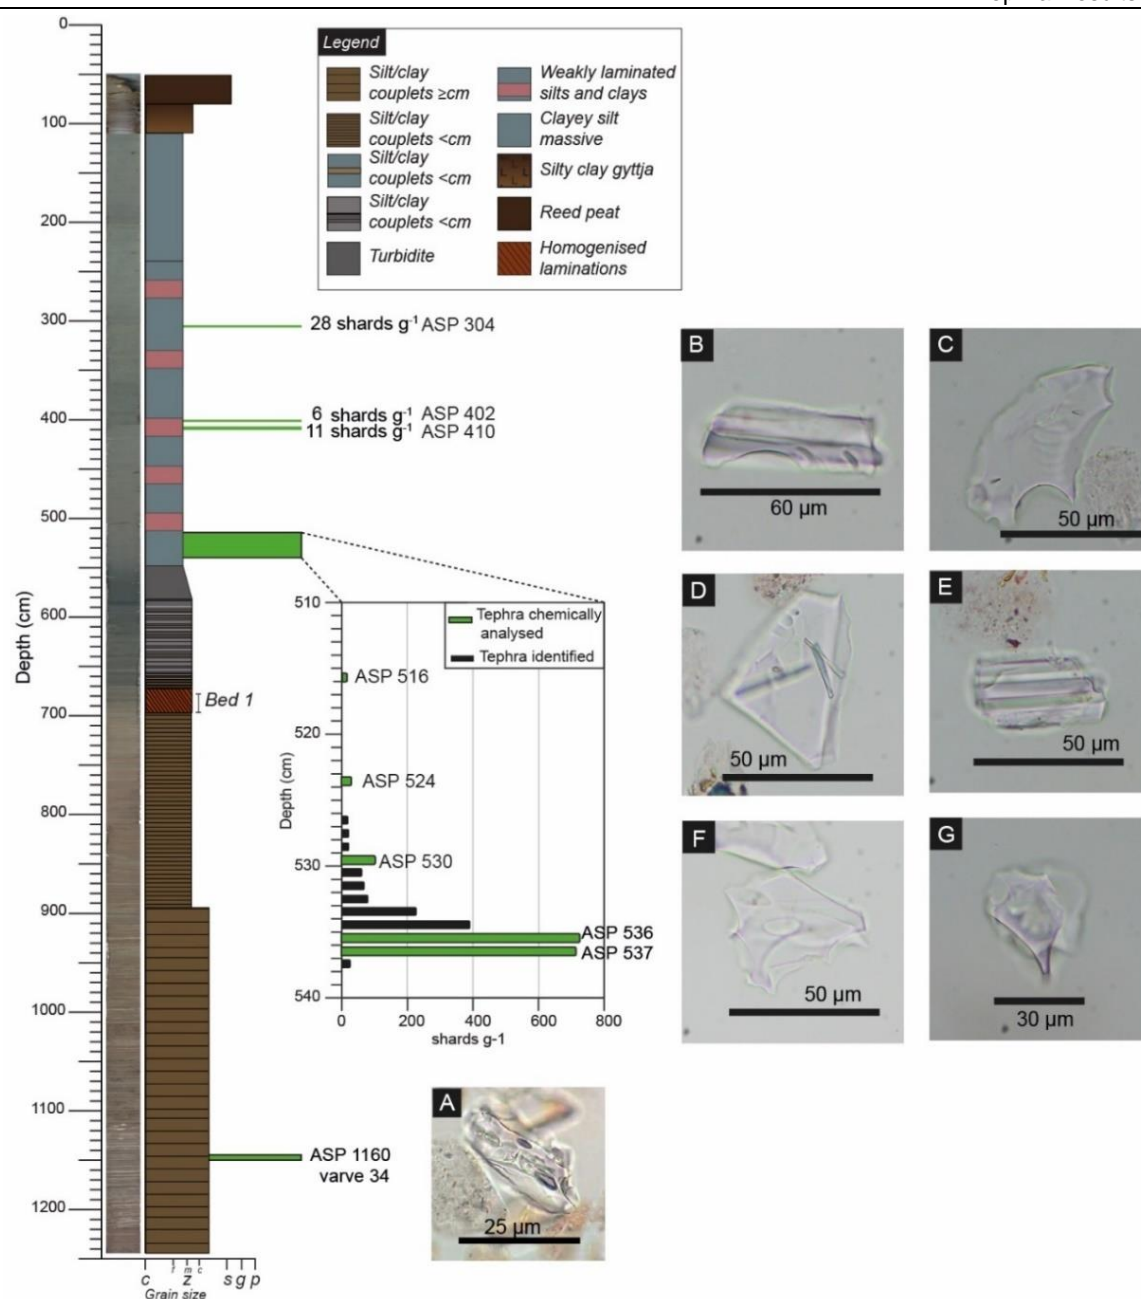 0
100
200
300
400
500
600
700
800
900
1000
1100
1200
Depth (cm)
c
f
m
z
c
s g p
Grain size
Legend
Silt/clay
couplets ≥cm
Silt/clay
couplets <cm
Silt/clay
couplets <cm
Silt/clay
couplets <cm
Turbidite
Weakly laminated
silts and clays
Clayey silt
massive
Silty clay gyttja
Reed peat
Homogenised
laminations
28 shards g-1 ASP 304
6 shards g-1 ASP 402
11 shards g-1 ASP 410
Bed 1
510
520
530
540
Depth (cm)
Tephra chemically
analysed
Tephra identified
ASP 516
ASP 524
ASP 530
ASP 536
ASP 537
0
200
400
600
800
shards g-1
ASP 1160
varve 34
A
25 µm
B
60 µm
C
50 µm
D
50 µm
E
50 µm
F
50 µm
G
30 µm